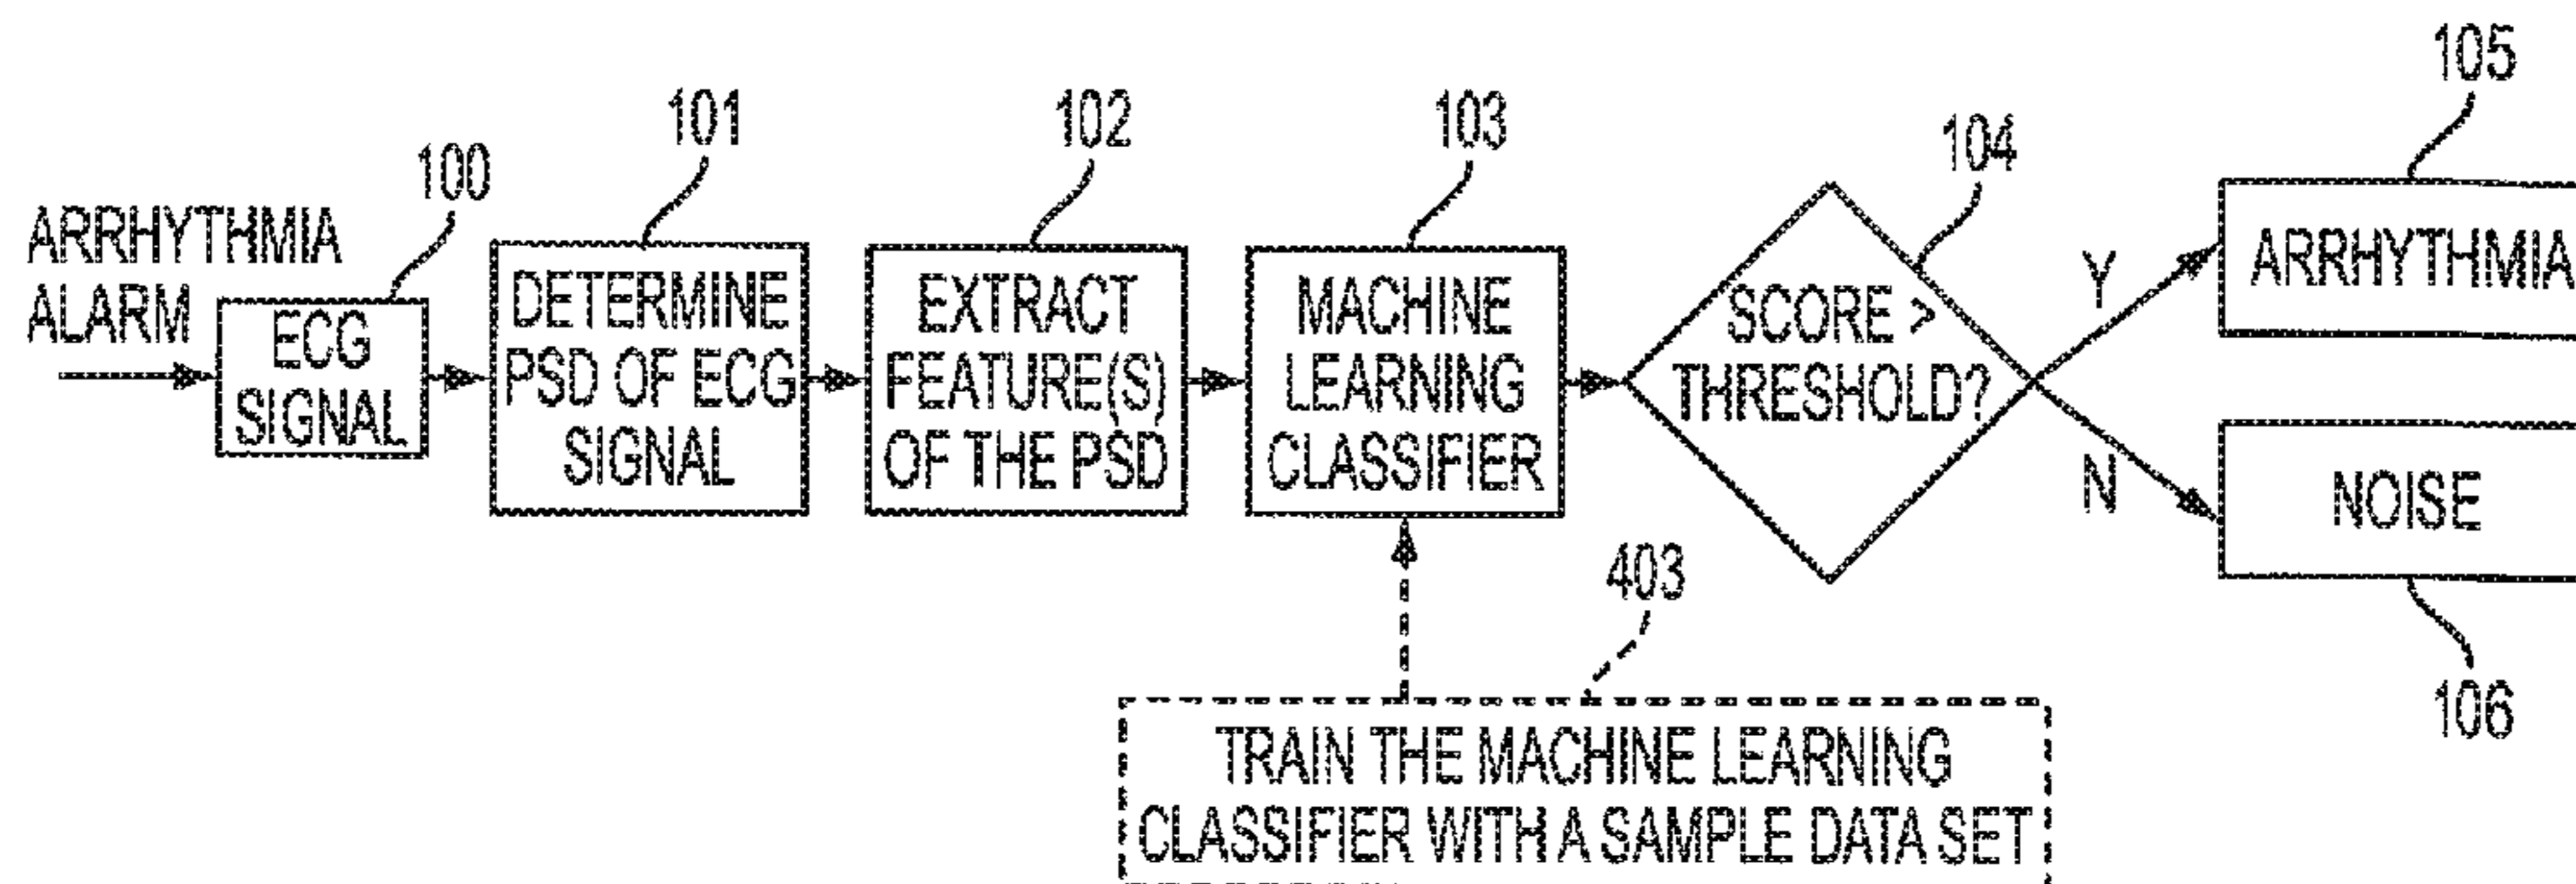 ARRHYTHMIA
ALARM
100
ECG
SIGNAL
101
DETERMINE
PSD OF ECG
SIGNAL
102
EXTRACT
FEATURE(S)
OF THE PSD
103
MACHINE
LEARNING
CLASSIFIER
104
SCORE >
THRESHOLD?
Y
N
105
ARRHYTHMIA
NOISE
106
403
TRAIN THE MACHINE LEARNING
CLASSIFIER WITH A SAMPLE DATA SET